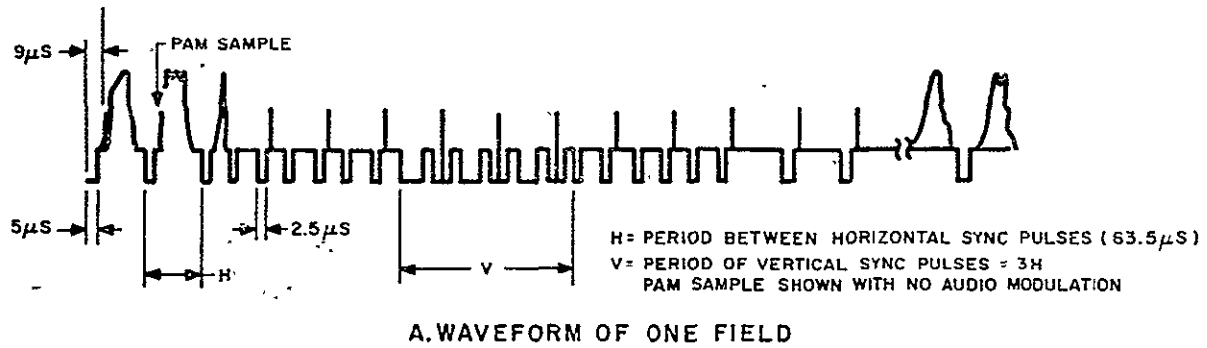 9μS
PAM SAMPLE
5μS
H
2.5μS
V
H= PERIOD BETWEEN HORIZONTAL SYNC PULSES (63.5μS)
V= PERIOD OF VERTICAL SYNC PULSES = 3H
PAM SAMPLE SHOWN WITH NO AUDIO MODULATION
A. WAVEFORM OF ONE FIELD